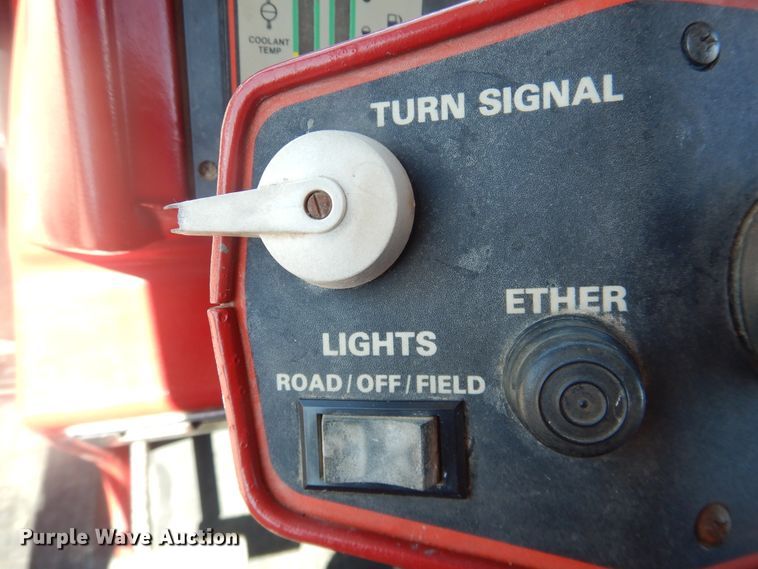 COOLANT
TEMP
TURN SIGNAL
ETHER
LIGHTS
ROAD/OFF/FIELD
Purple Wave Auction